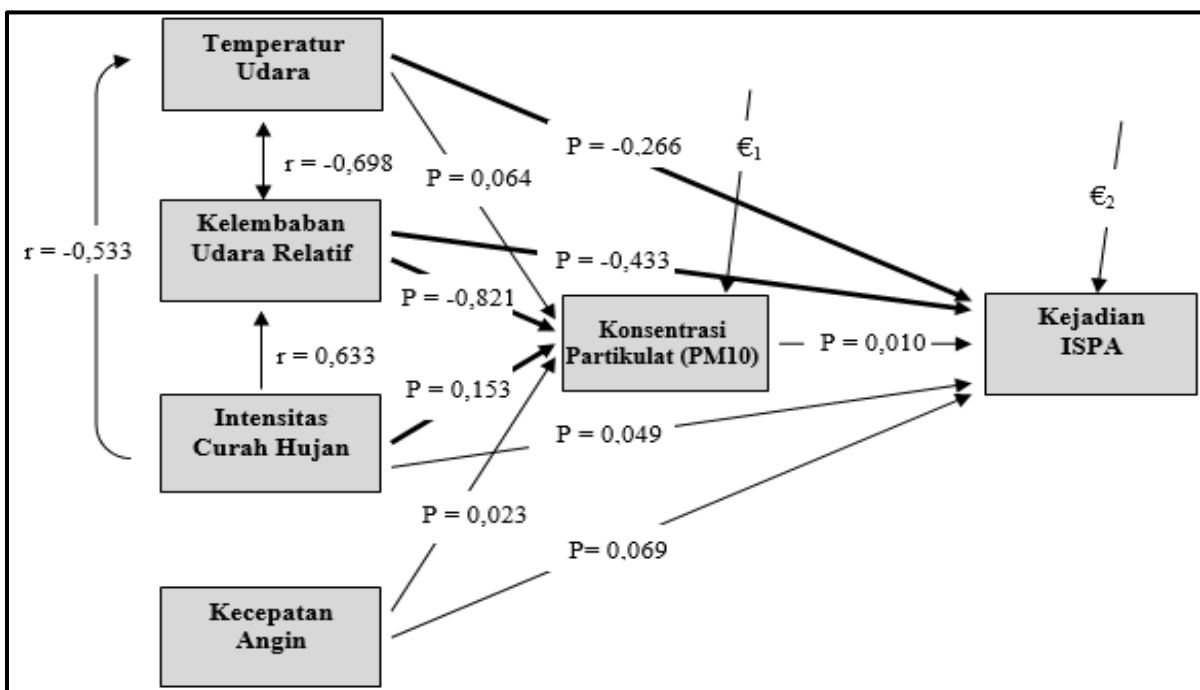 Temperatur
Udara
P = -0,266
€1
€2
r = -0,698
P = 0,064
Kelembaban
Udara Relatif
r = -0,533
P = -0,433
P = -0,821
Konsentrasi
Partikulat (PM10)
P = 0,010
Kejadian
ISPA
r = 0,633
P = 0,153
Intensitas
Curah Hujan
P = 0,049
P = 0,023
P= 0,069
Kecepatan
Angin